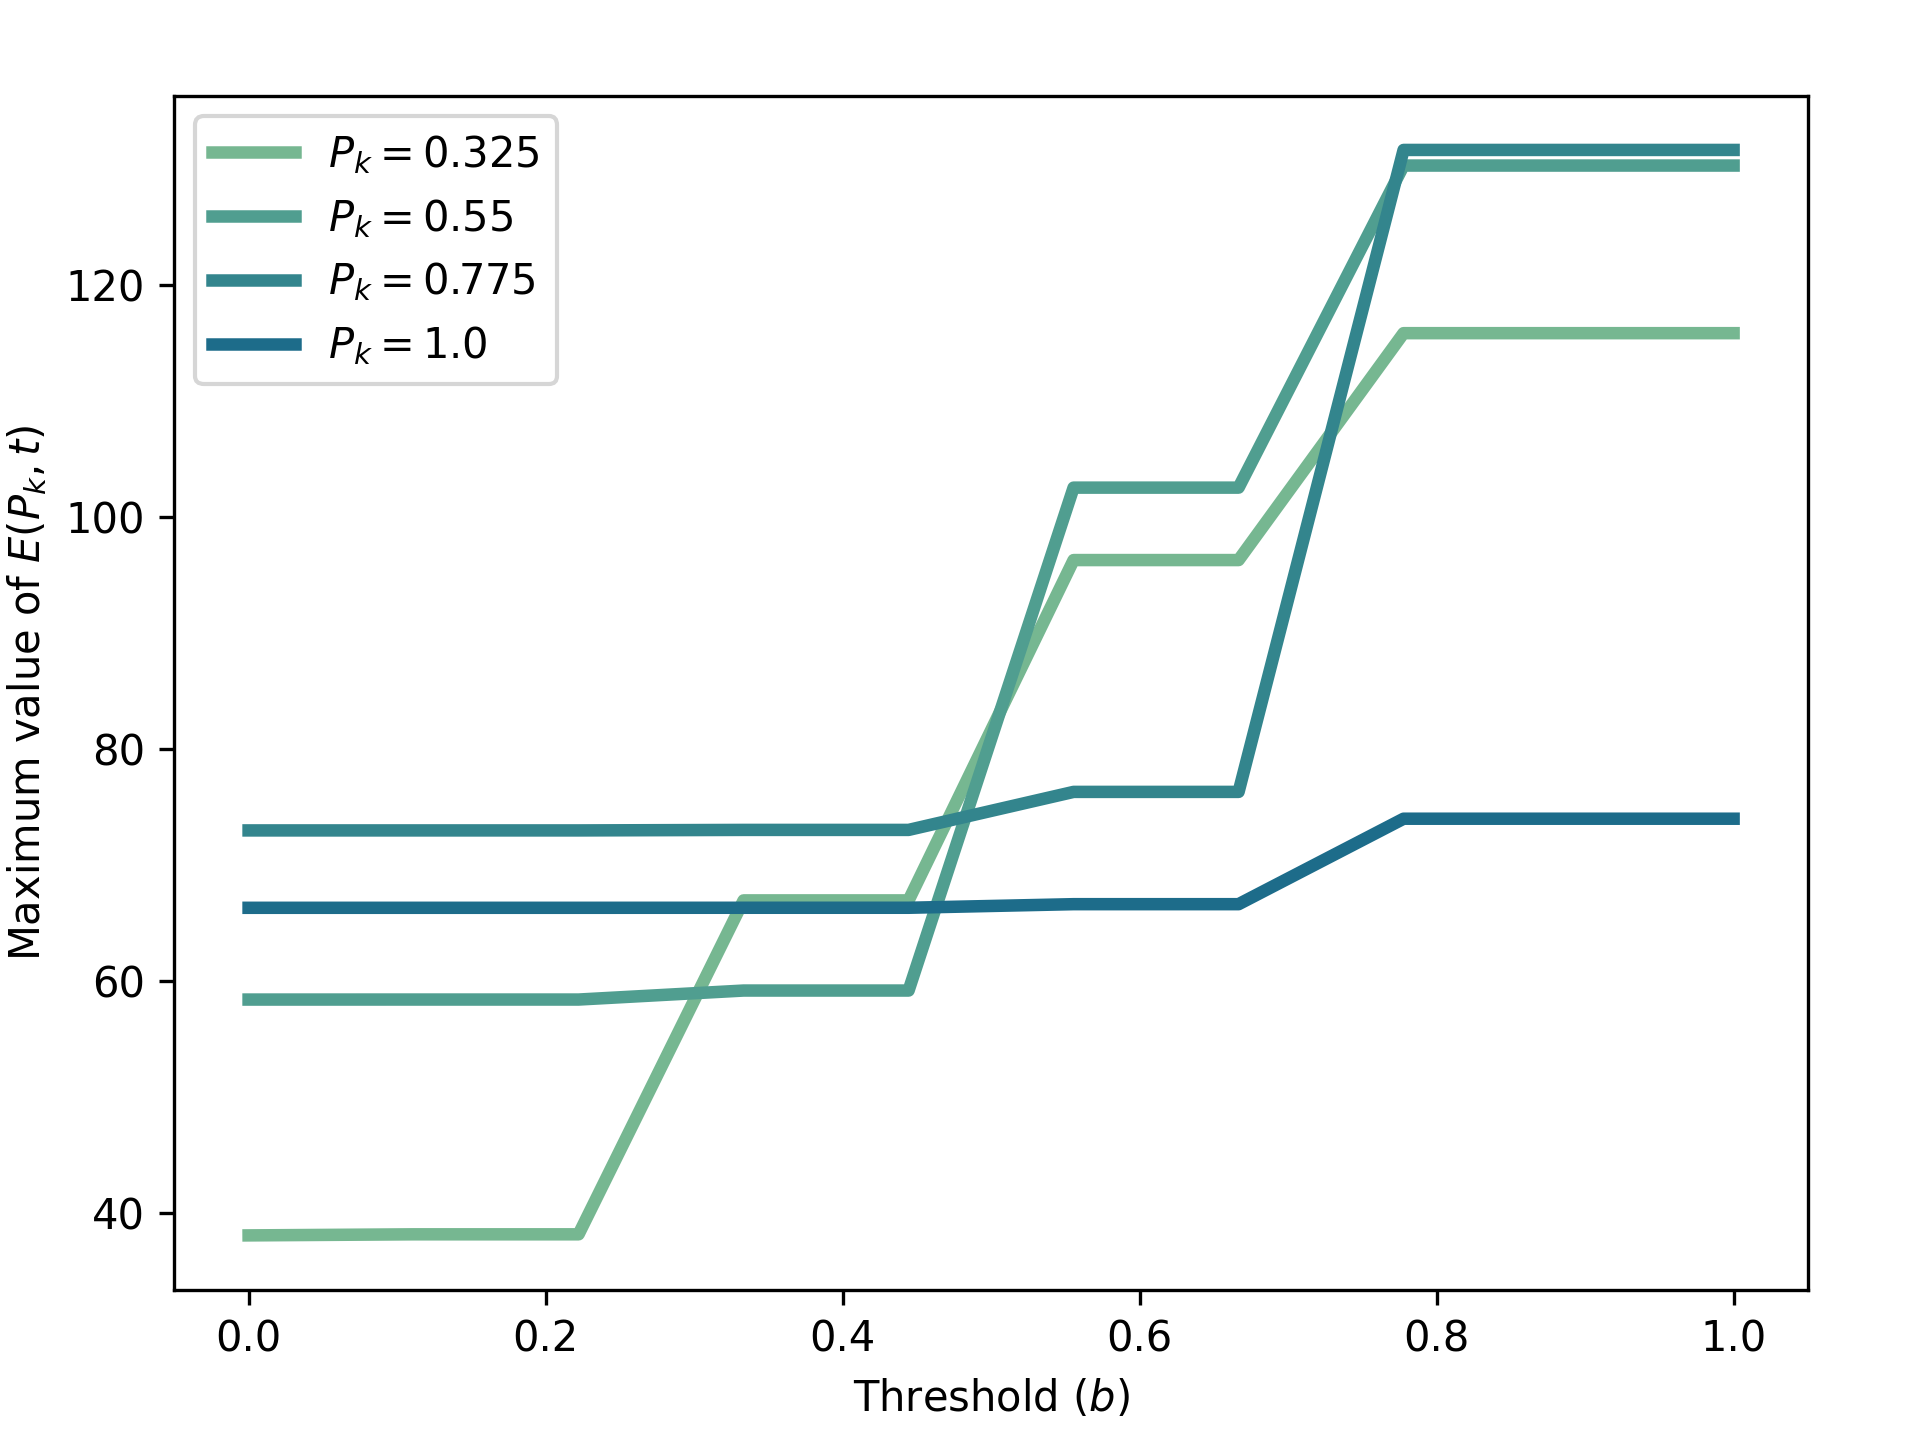 P_k = 0.325
P_k = 0.55
P_k = 0.775
P_k = 1.0
Maximum value of E(P_k, t)
120
100
80
60
40
0.0 0.2 0.4 0.6 0.8 1.0
Threshold (b)